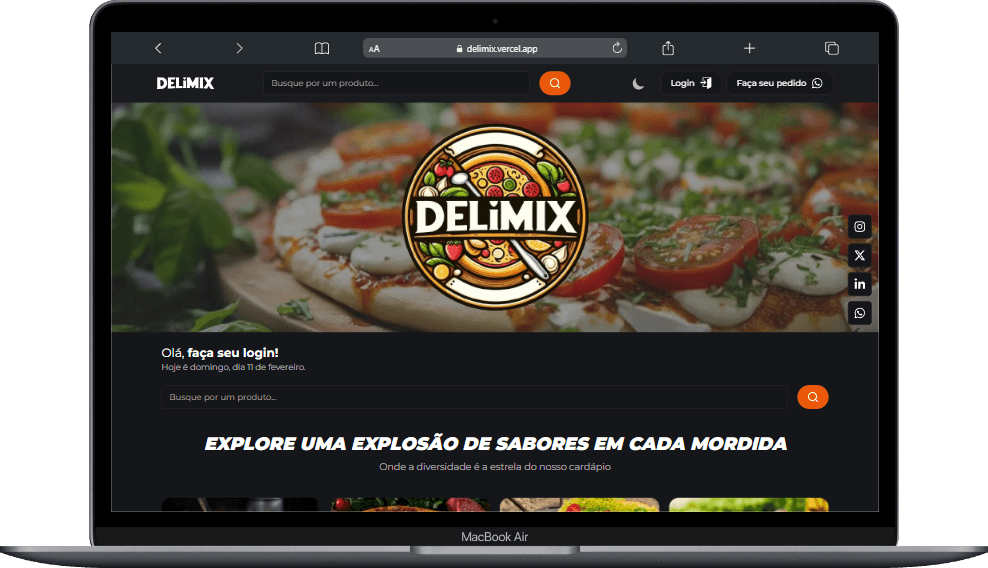 AA delimix.vercel.app
DELiMIX Busque por um produto... Login Faça seu pedido
DELiMIX
Olá, faça seu login!
Hoje é domingo, dia 11 de fevereiro.
Busque por um produto...
EXPLORE UMA EXPLOSÃO DE SABORES EM CADA MORDIDA
Onde a diversidade é a estrela do nosso cardápio
MacBook Air